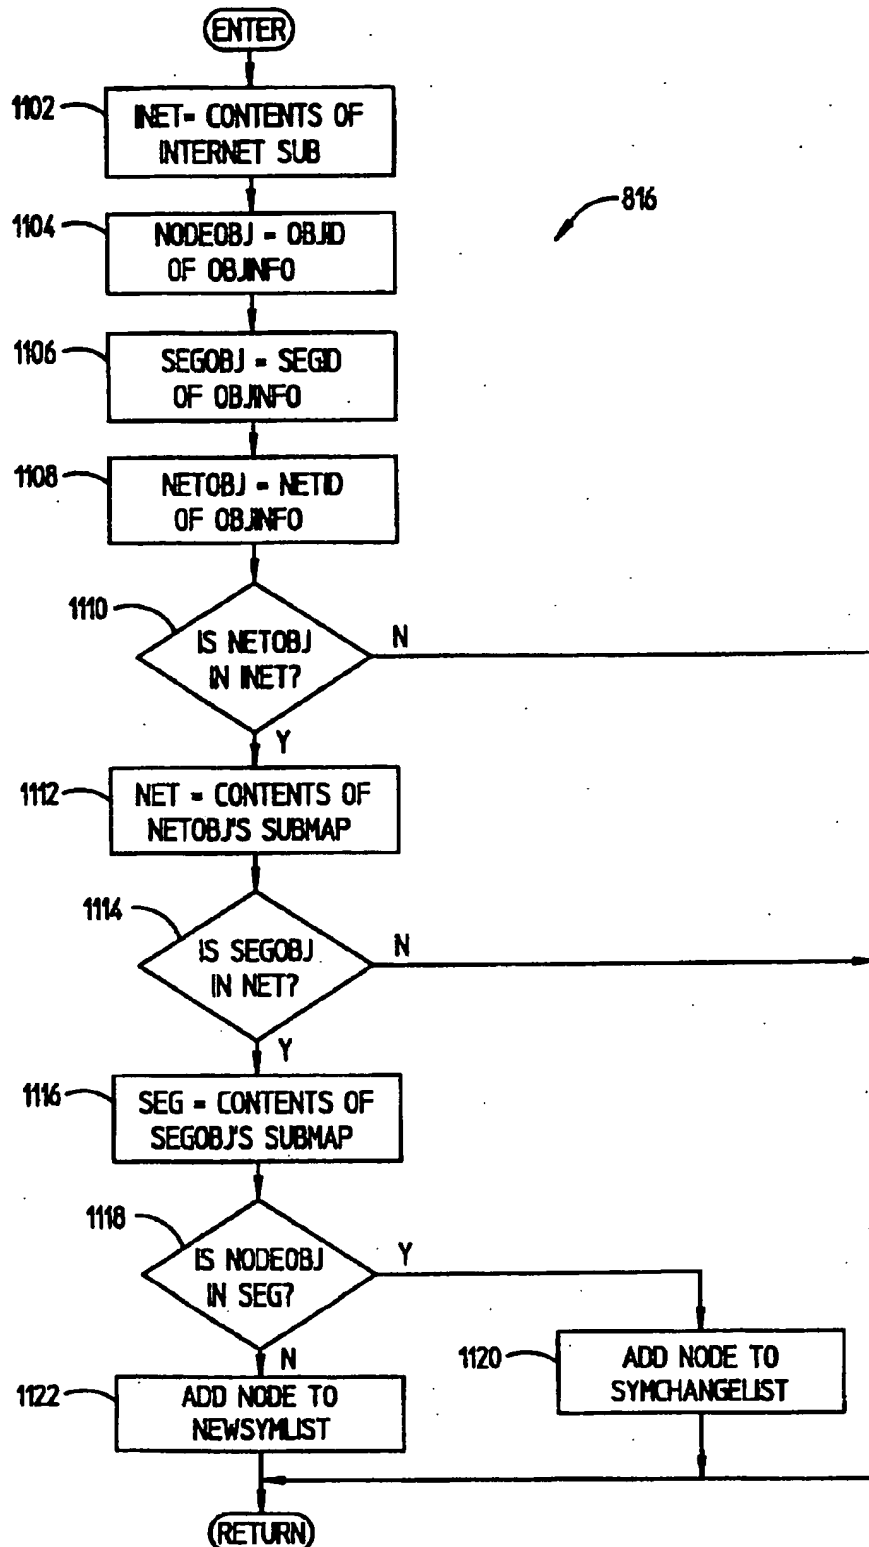 ENTER
1102
INET= CONTENTS OF
INTERNET SUB
816
1104
NODEOBJ = OBJID
OF OBJINFO
1106
SEGOBJ = SEGID
OF OBJINFO
1108
NETOBJ = NETID
OF OBJINFO
1110
IS NETOBJ
IN INET?
N
Y
1112
NET = CONTENTS OF
NETOBJ'S SUBMAP
1114
IS SEGOBJ
IN NET?
N
Y
1116
SEG = CONTENTS OF
SEGOBJ'S SUBMAP
1118
IS NODEOBJ
IN SEG?
Y
N
1120
ADD NODE TO
SYMCHANGELIST
1122
ADD NODE TO
NEWSYMLIST
RETURN